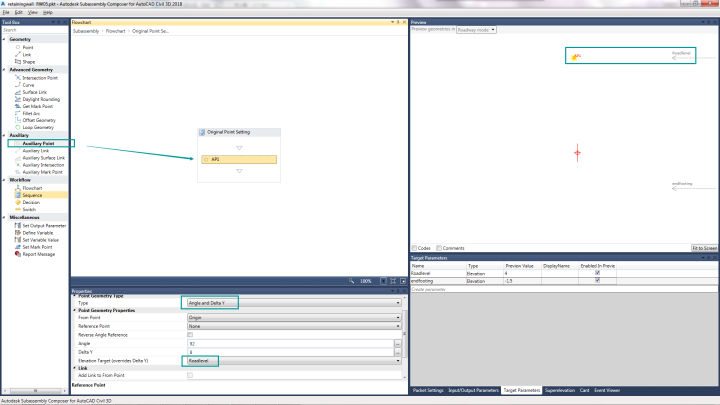 retainingwall_RW05.pkt - Autodesk Subassembly Composer for AutoCAD Civil 3D 2018
File Edit View Help
Tool Box
Search
Geometry
Point
Link
Shape
Advanced Geometry
Intersection Point
Curve
Surface Link
Daylight Rounding
Get Mark Point
Fillet Arc
Offset Geometry
Loop Geometry
Auxiliary
Auxiliary Point
Auxiliary Link
Auxiliary Surface Link
Auxiliary Intersection
Auxiliary Mark Point
Workflow
Flowchart
Sequence
Decision
Switch
Miscellaneous
Set Output Parameter
Define Variable
Set Variable Value
Set Mark Point
Report Message
Flowchart
Subassembly > Flowchart > Original Point Se...
Original Point Setting
AP1
100%
Properties
Point Geometry Type
Type Angle and Delta Y
Point Geometry Properties
From Point Origin
Reference Point None
Reverse Angle Reference
Angle 92
Delta Y 8
Elevation Target (overrides Delta Y) Roadlevel
Link
Add Link to From Point
Reference Point
Preview
Preview geometries in Roadway mode
AP1
Roadlevel
endfooting
Codes Comments Fit to Screen
Target Parameters
Name Type Preview Value DisplayName Enabled In Previe
Roadlevel Elevation 4
endfooting Elevation -1.5
Create parameter
Packet Settings Input/Output Parameters Target Parameters Superelevation Cant Event Viewer
Autodesk Subassembly Composer for AutoCAD Civil 3D